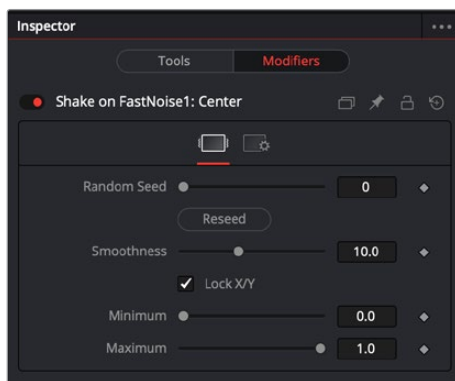 Inspector
Tools Modifiers
Shake on FastNoise1: Center
Random Seed 0
Reseed
Smoothness 10.0
Lock X/Y
Minimum 0.0
Maximum 1.0